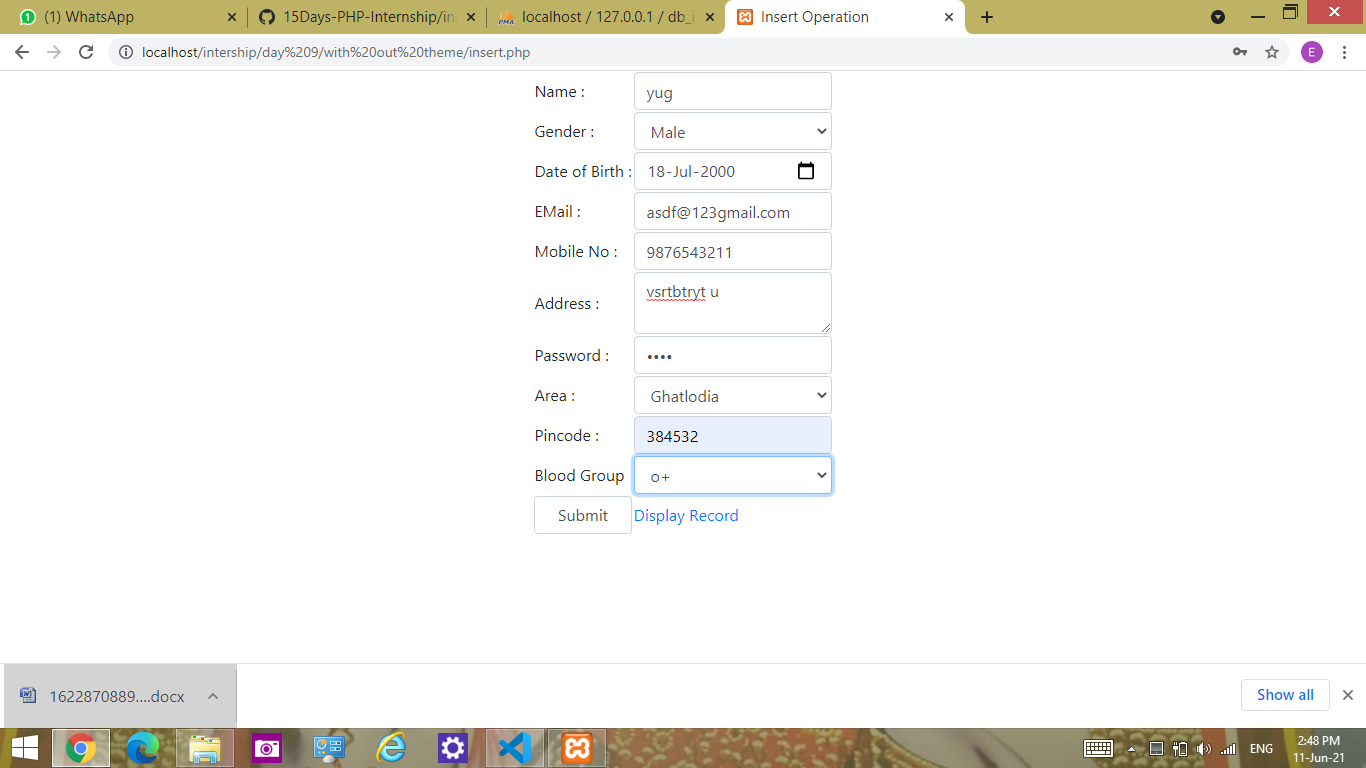 (1) WhatsApp
15Days-PHP-Internship/in
localhost / 127.0.0.1 / db_i
Insert Operation
localhost/intership/day%209/with%20out%20theme/insert.php
E
Name : yug
Gender : Male
Date of Birth : 18-Jul-2000
EMail : asdf@123gmail.com
Mobile No : 9876543211
Address : vsrtbtryt u
Password : ••••
Area : Ghatlodia
Pincode : 384532
Blood Group o+
Submit Display Record
1622870889....docx
Show all
ENG
2:48 PM
11-Jun-21